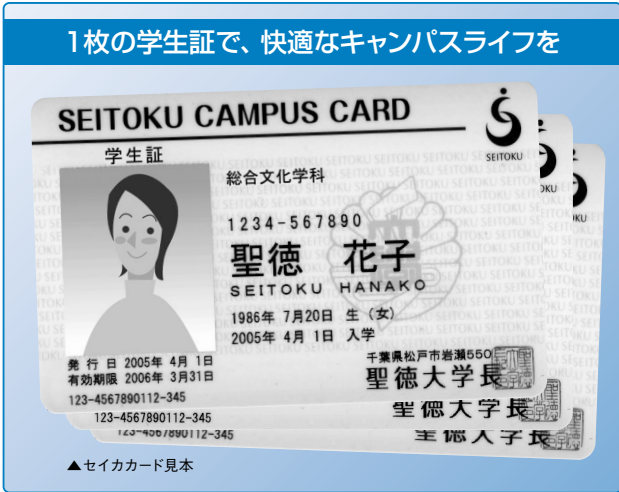 1枚の学生証で、快適なキャンパスライフを
SEITOKU CAMPUS CARD
SEITOKU
学生証
総合文化学科
1234-567890
聖徳 花子
SEITOKU HANAKO
1986年 7月20日 生（女）
2005年 4月 1日 入学
発行日 2005年 4月 1日
有効期限 2006年 3月31日
千葉県松戸市岩瀬550
聖徳大学長
123-4567890112-345
聖徳大学長
123-4567890112-345
聖徳大学長
123-4567890112-345
▲セイカカード見本